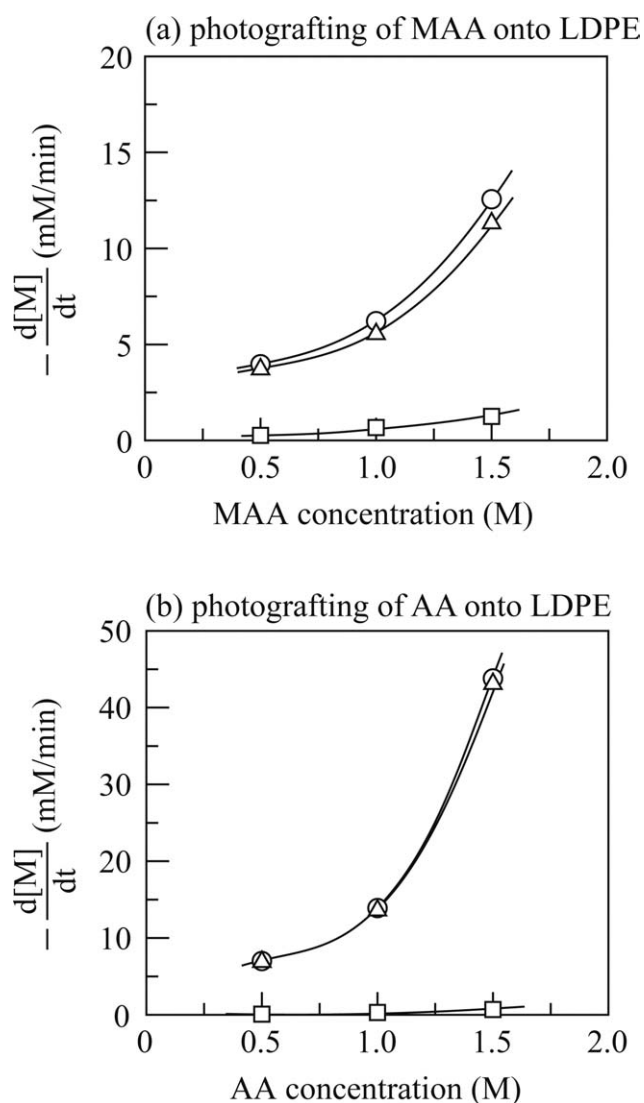 (a) photografting of MAA onto LDPE
20
15
10
5
0
− d[M]/dt (mM/min)
0 0.5 1.0 1.5 2.0
MAA concentration (M)
(b) photografting of AA onto LDPE
50
40
30
20
10
0
− d[M]/dt (mM/min)
0 0.5 1.0 1.5 2.0
AA concentration (M)